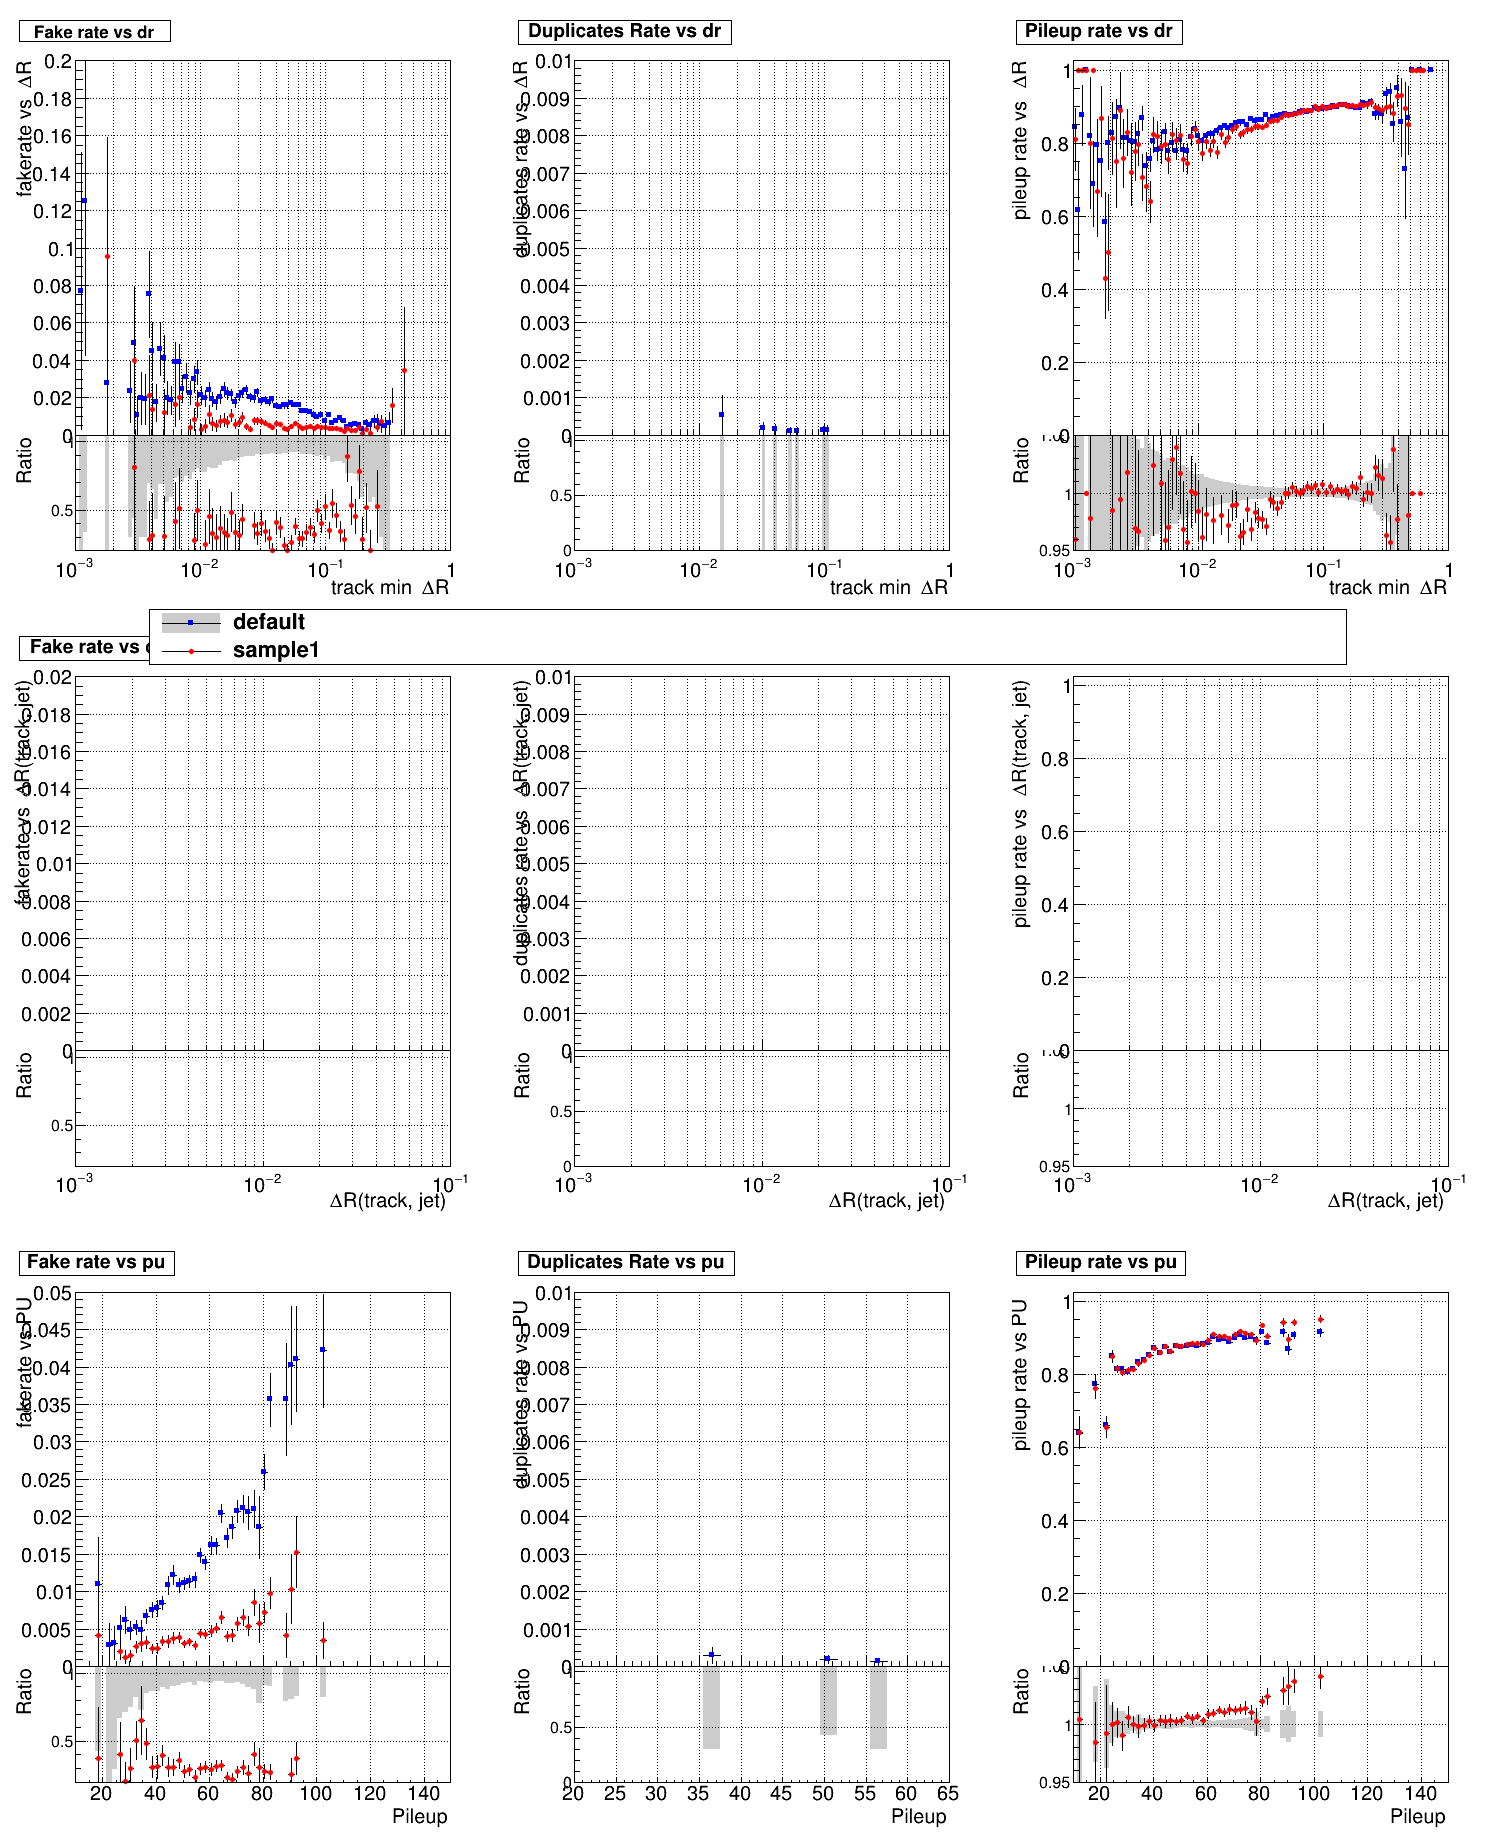 Fake rate vs dr
Duplicates Rate vs dr
Pileup rate vs dr
fakerate vs ΔR
0.2
0.18
0.16
0.14
0.12
0.1
0.08
0.06
0.04
0.02
0
Ratio
0.5
10⁻³ 10⁻² 10⁻¹ 1
track min ΔR
duplicates rate vs ΔR
0.01
0.009
0.008
0.007
0.006
0.005
0.004
0.003
0.002
0.001
0
Ratio
0.5
0
10⁻³ 10⁻² 10⁻¹ 1
track min ΔR
pileup rate vs ΔR
1
0.8
0.6
0.4
0.2
0
Ratio
1
0.95
10⁻³ 10⁻² 10⁻¹ 1
track min ΔR
default
sample1
Fake rate vs
fakerate vs ΔR(track, jet)
0.02
0.018
0.016
0.014
0.012
0.01
0.008
0.006
0.004
0.002
0
Ratio
0.5
10⁻³ 10⁻² 10⁻¹
ΔR(track, jet)
duplicates rate vs ΔR(track, jet)
0.01
0.009
0.008
0.007
0.006
0.005
0.004
0.003
0.002
0.001
0
Ratio
0.5
0
10⁻³ 10⁻² 10⁻¹
ΔR(track, jet)
pileup rate vs ΔR(track, jet)
1
0.8
0.6
0.4
0.2
0
Ratio
1
0.95
10⁻³ 10⁻² 10⁻¹
ΔR(track, jet)
Fake rate vs pu
Duplicates Rate vs pu
Pileup rate vs pu
fakerate vs PU
0.05
0.045
0.04
0.035
0.03
0.025
0.02
0.015
0.01
0.005
0
Ratio
0.5
20 40 60 80 100 120 140
Pileup
duplicates rate vs PU
0.01
0.009
0.008
0.007
0.006
0.005
0.004
0.003
0.002
0.001
0
Ratio
0.5
0
20 25 30 35 40 45 50 55 60 65
Pileup
pileup rate vs PU
1
0.8
0.6
0.4
0.2
0
Ratio
1
0.95
20 40 60 80 100 120 140
Pileup